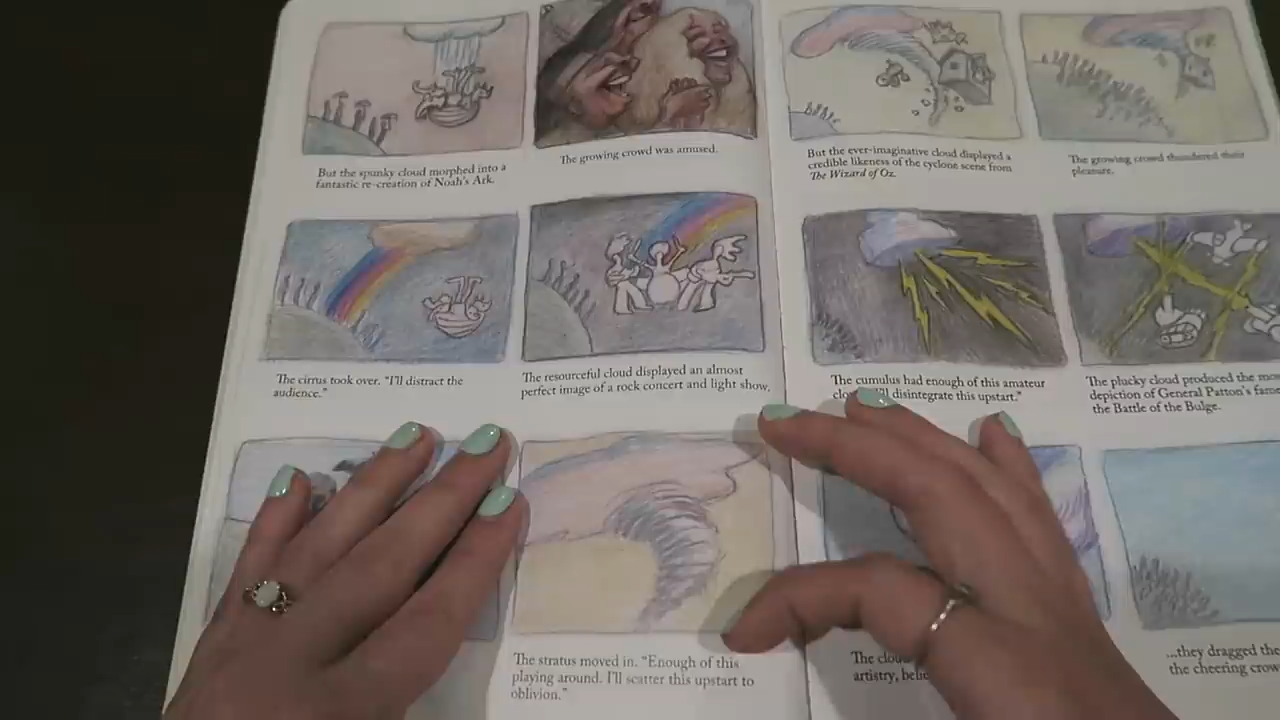 But the spunky cloud morphed into a
fantastic re-creation of Noah's Ark.
The growing crowd was amused.
The cirrus took over. "I'll distract the
audience."
The resourceful cloud displayed an almost
perfect image of a rock concert and light show.
The stratus moved in. "Enough of this
playing around. I'll scatter this upstart to
oblivion."
But the ever-imaginative cloud displayed a
credible likeness of the cyclone scene from
The Wizard of Oz.
The growing crowd thundered their
pleasure.
The cumulus had enough of this amateur
disintegrate this upstart."
The plucky cloud produced the
depiction of General Patton's
the Battle of the Bulge.
The
artistry,
...they dragged the
the cheering